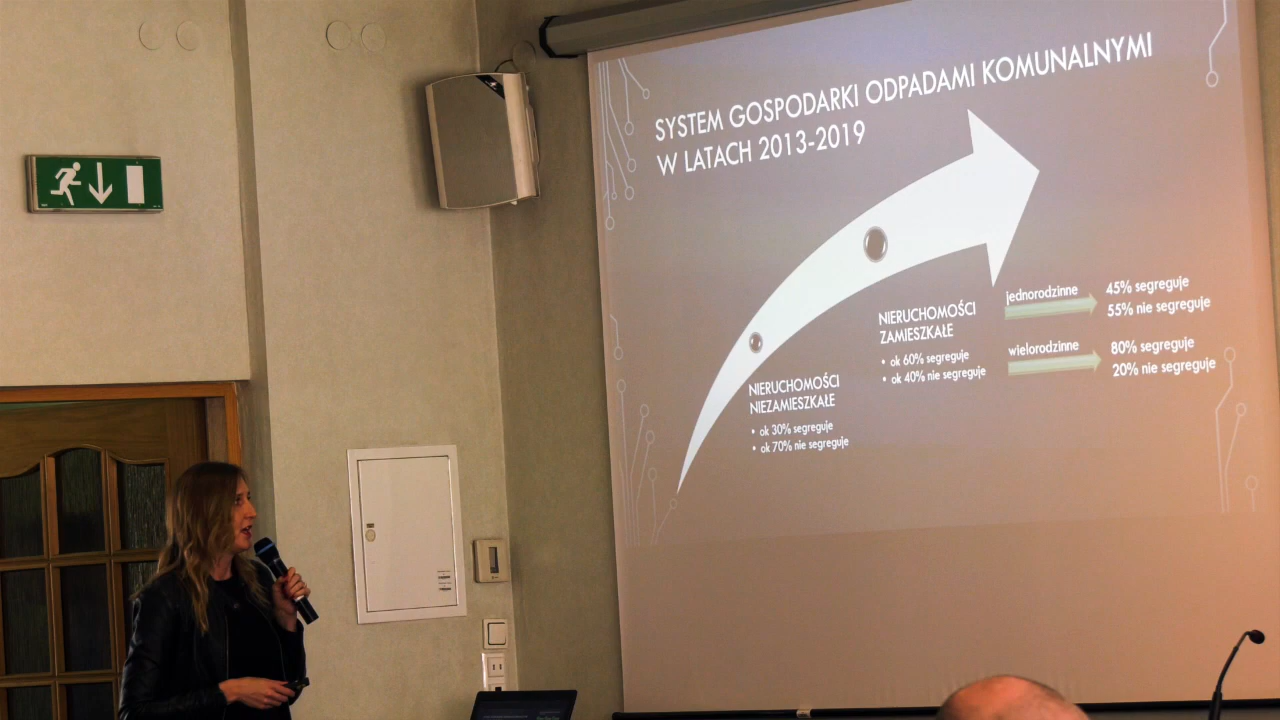 SYSTEM GOSPODARKI ODPADAMI KOMUNALNYMI
W LATACH 2013-2019
NIERUCHOMOŚCI
NIEZAMIESZKAŁE
• ok 30% segreguje
• ok 70% nie segreguje
NIERUCHOMOŚCI
ZAMIESZKAŁE
• ok 60% segreguje
• ok 40% nie segreguje
jednorodzinne
45% segreguje
55% nie segreguje
wielorodzinne
80% segreguje
20% nie segreguje